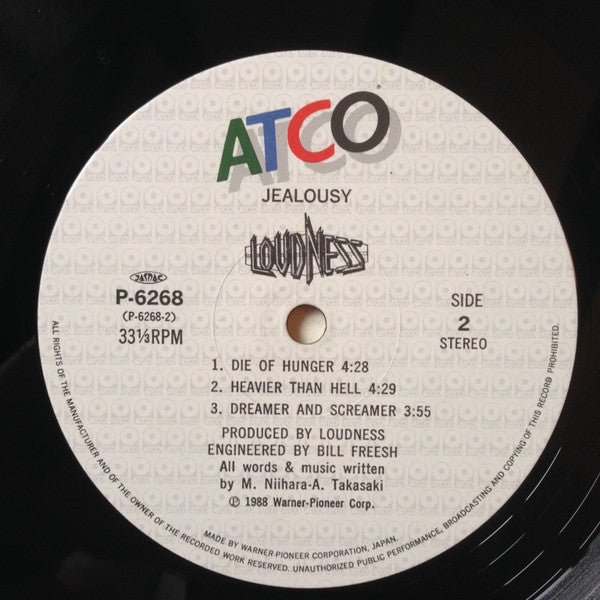 ATCO
JEALOUSY
LOUDNESS
JASRAC
P-6268
(P-6268-2)
33⅓RPM
SIDE
2
STEREO
1. DIE OF HUNGER 4:28
2. HEAVIER THAN HELL 4:29
3. DREAMER AND SCREAMER 3:55
PRODUCED BY LOUDNESS
ENGINEERED BY BILL FREESH
All words & music written
by M. Niihara-A. Takasaki
℗ 1988 Warner-Pioneer Corp.
MADE BY WARNER-PIONEER CORPORATION, JAPAN.
ALL RIGHTS OF THE MANUFACTURER AND OF THE OWNER OF THE RECORDED WORK RESERVED. UNAUTHORIZED PUBLIC PERFORMANCE, BROADCASTING AND COPYING OF THIS RECORD PROHIBITED.